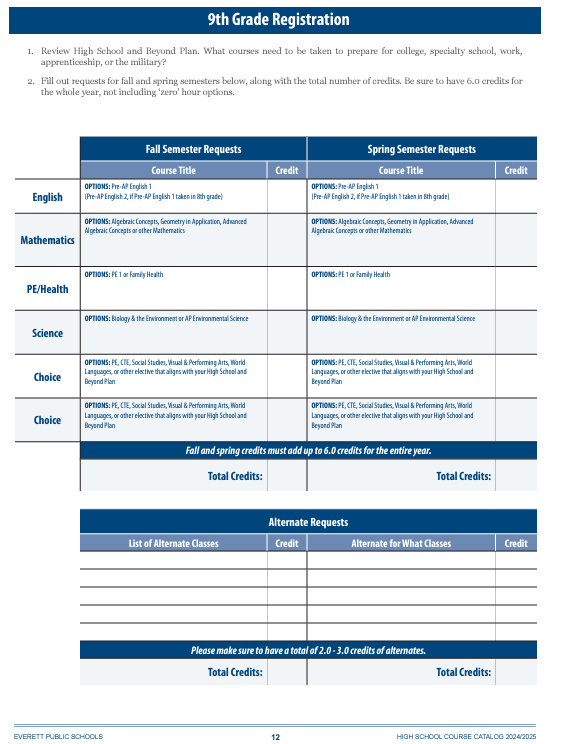 9th Grade Registration
1. Review High School and Beyond Plan. What courses need to be taken to prepare for college, specialty school, work,
apprenticeship, or the military?
2. Fill out requests for fall and spring semesters below, along with the total number of credits. Be sure to have 6.0 credits for
the whole year, not including ‘zero’ hour options.
Fall Semester Requests Spring Semester Requests
Course Title Credit Course Title Credit
English
OPTIONS: Pre-AP English 1
(Pre-AP English 2, if Pre-AP English 1 taken in 8th grade)
OPTIONS: Pre-AP English 1
(Pre-AP English 2, if Pre-AP English 1 taken in 8th grade)
Mathematics
OPTIONS: Algebraic Concepts, Geometry in Application, Advanced
Algebraic Concepts or other Mathematics
OPTIONS: Algebraic Concepts, Geometry in Application, Advanced
Algebraic Concepts or other Mathematics
PE/Health
OPTIONS: PE 1 or Family Health
OPTIONS: PE 1 or Family Health
Science
OPTIONS: Biology & the Environment or AP Environmental Science
OPTIONS: Biology & the Environment or AP Environmental Science
Choice
OPTIONS: PE, CTE, Social Studies, Visual & Performing Arts, World
Languages, or other elective that aligns with your High School and
Beyond Plan
OPTIONS: PE, CTE, Social Studies, Visual & Performing Arts, World
Languages, or other elective that aligns with your High School and
Beyond Plan
Choice
OPTIONS: PE, CTE, Social Studies, Visual & Performing Arts, World
Languages, or other elective that aligns with your High School and
Beyond Plan
OPTIONS: PE, CTE, Social Studies, Visual & Performing Arts, World
Languages, or other elective that aligns with your High School and
Beyond Plan
Fall and spring credits must add up to 6.0 credits for the entire year.
Total Credits: Total Credits:
Alternate Requests
List of Alternate Classes Credit Alternate for What Classes Credit
Please make sure to have a total of 2.0 - 3.0 credits of alternates.
Total Credits: Total Credits:
EVERETT PUBLIC SCHOOLS 12 HIGH SCHOOL COURSE CATALOG 2024/2025